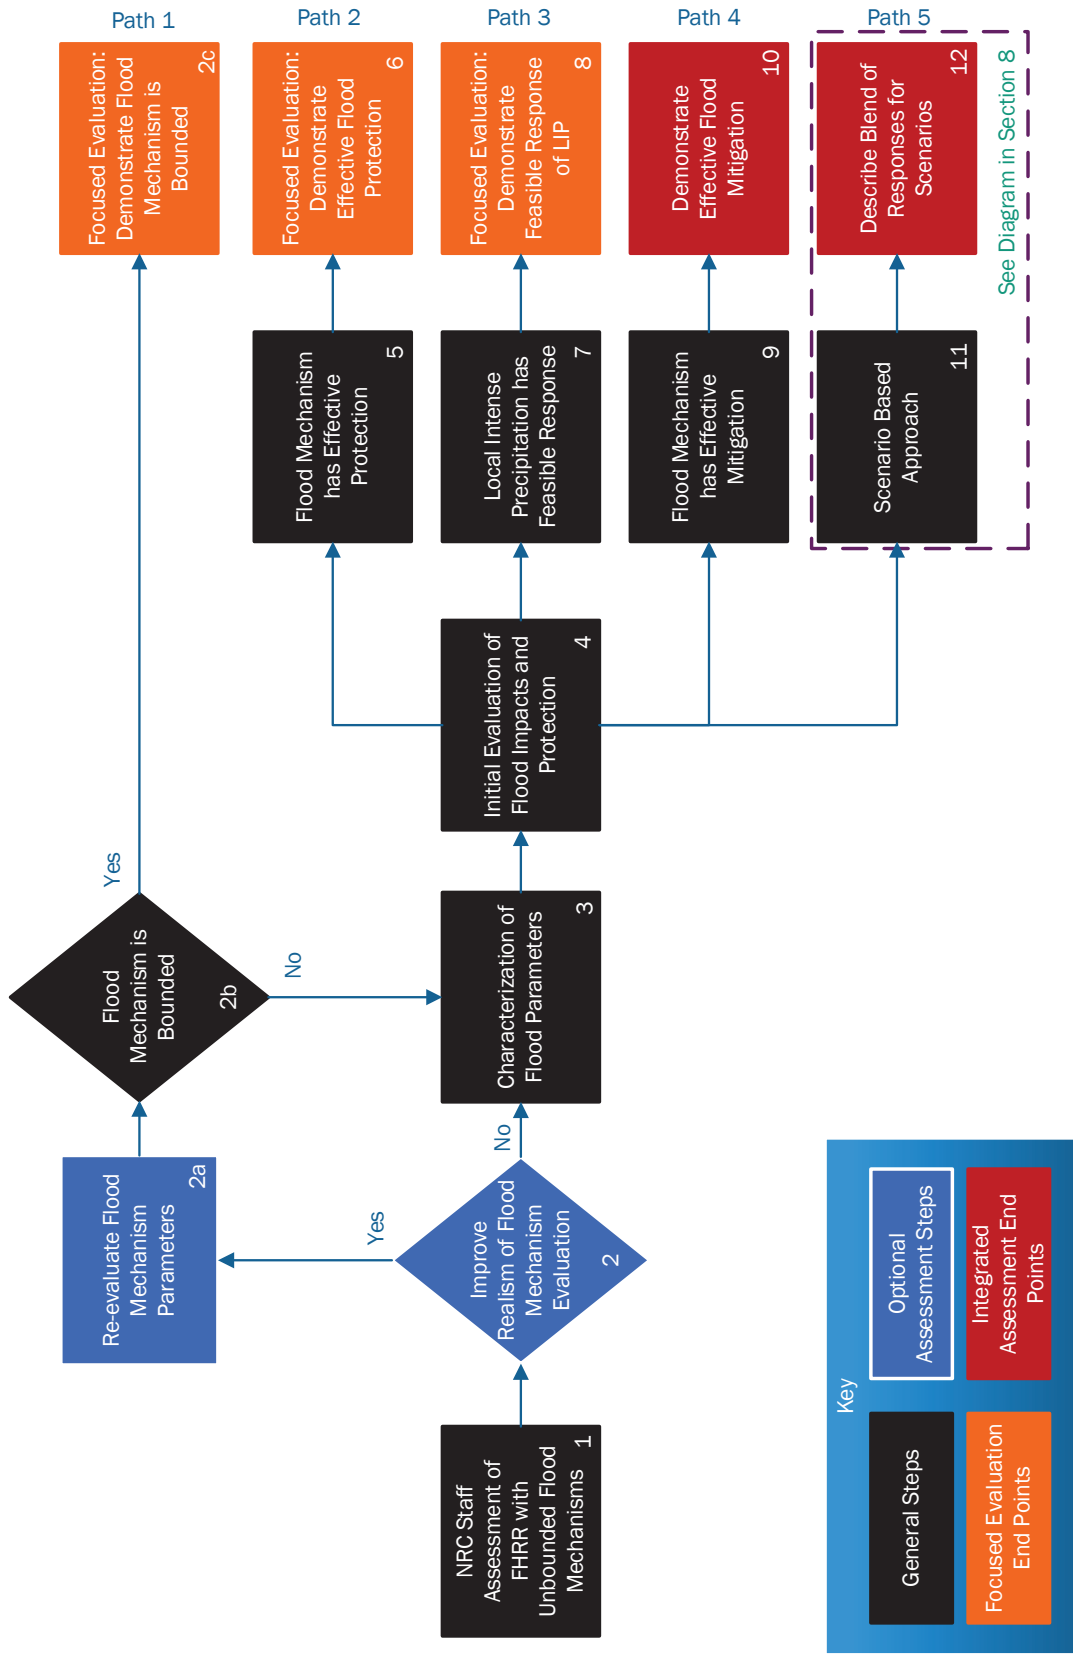 NRC Staff
Assessment of
FHRR with
Unbounded Flood
Mechanisms
1
Improve
Realism of Flood
Mechanism
Evaluation
2
Yes
No
Re-evaluate Flood
Mechanism
Parameters
2a
Flood
Mechanism is
Bounded
2b
Yes
No
Characterization of
Flood Parameters
3
Initial Evaluation of
Flood Impacts and
Protection
4
Flood Mechanism
has Effective
Protection
5
Local Intense
Precipitation has
Feasible Response
7
Flood Mechanism
has Effective
Mitigation
9
Scenario Based
Approach
11
Focused Evaluation:
Demonstrate Flood
Mechanism is
Bounded
2c
Path 1
Focused Evaluation:
Demonstrate
Effective Flood
Protection
6
Path 2
Focused Evaluation:
Demonstrate
Feasible Response
of LIP
8
Path 3
Demonstrate
Effective Flood
Mitigation
10
Path 4
Describe Blend of
Responses for
Scenarios
12
Path 5
See Diagram in Section 8
Key
General Steps
Optional
Assessment Steps
Focused Evaluation
End Points
Integrated
Assessment End
Points